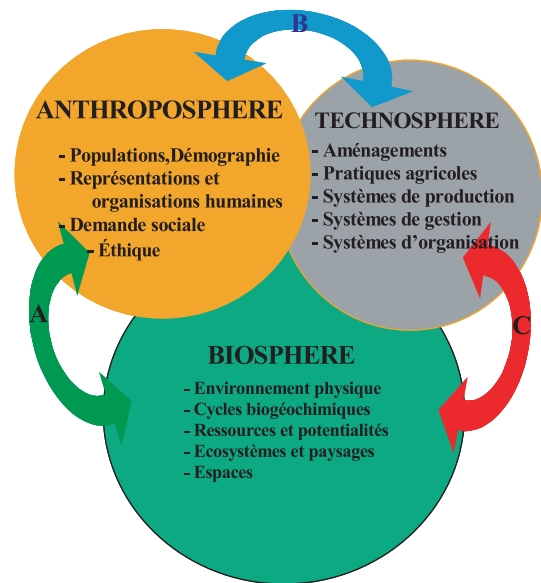 B
ANTHROPOSPHERE
- Populations,Démographie
- Représentations et
organisations humaines
- Demande sociale
- Éthique
TECHNOSPHERE
- Aménagements
- Pratiques agricoles
- Systèmes de production
- Systèmes de gestion
- Systèmes d’organisation
A
C
BIOSPHERE
- Environnement physique
- Cycles biogéochimiques
- Ressources et potentialités
- Ecosystèmes et paysages
- Espaces